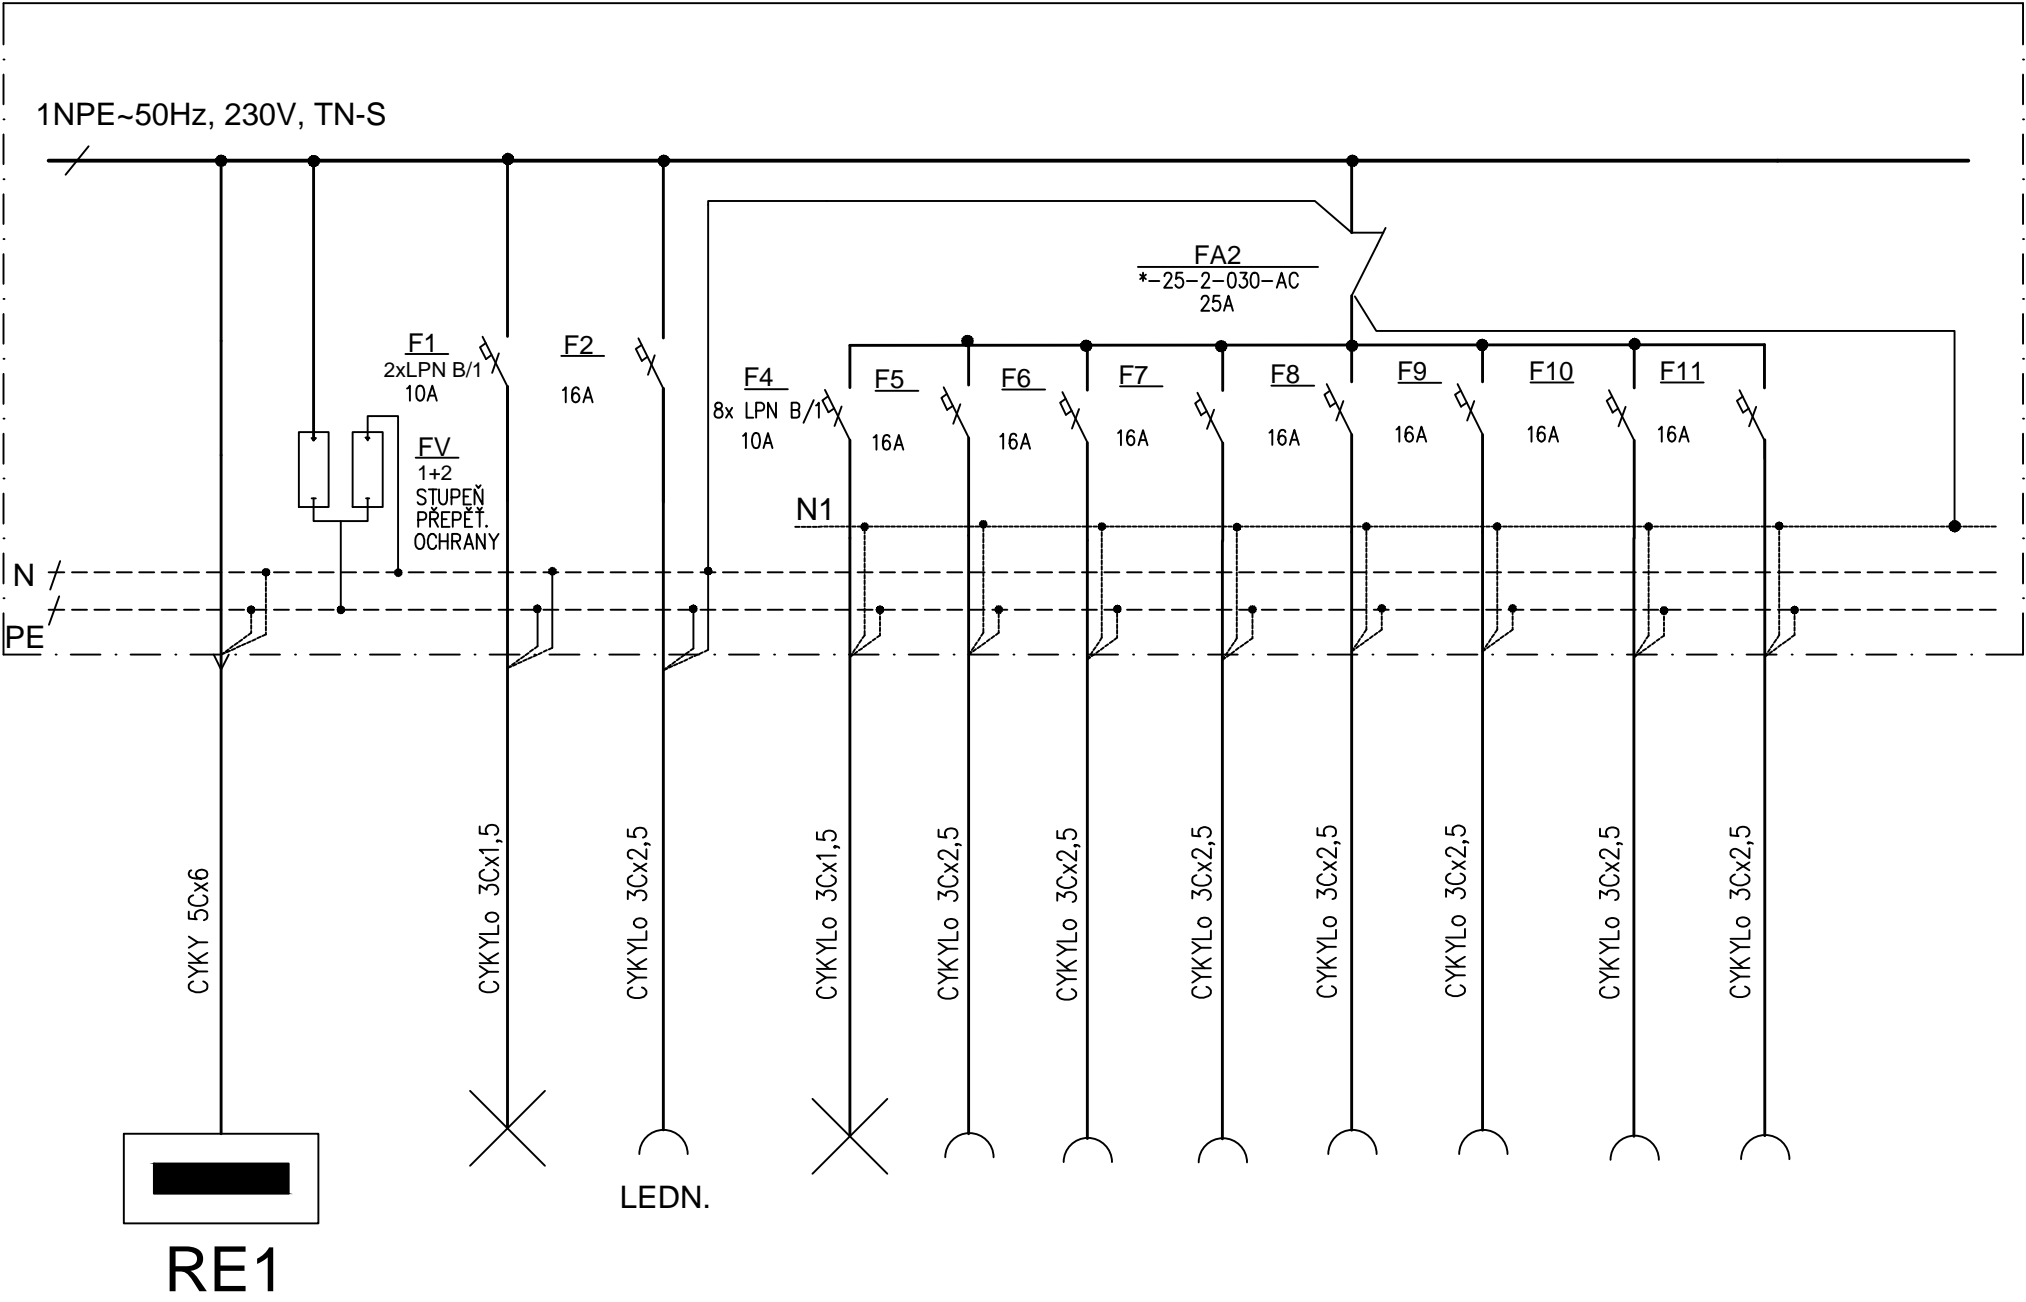 1NPE~50Hz, 230V, TN-S
FA2
*-25-2-030-AC
25A
F1
2xLPN B/1
10A
F2
16A
F4
8x LPN B/1
10A
F5
16A
F6
16A
F7
16A
F8
16A
F9
16A
F10
16A
F11
16A
FV
1+2
STUPEŇ
PŘEPĚŤ.
OCHRANY
N1
N
PE
CYKY 5Cx6
CYKYLo 3Cx1,5
CYKYLo 3Cx2,5
CYKYLo 3Cx1,5
CYKYLo 3Cx2,5
CYKYLo 3Cx2,5
CYKYLo 3Cx2,5
CYKYLo 3Cx2,5
CYKYLo 3Cx2,5
CYKYLo 3Cx2,5
CYKYLo 3Cx2,5
LEDN.
RE1